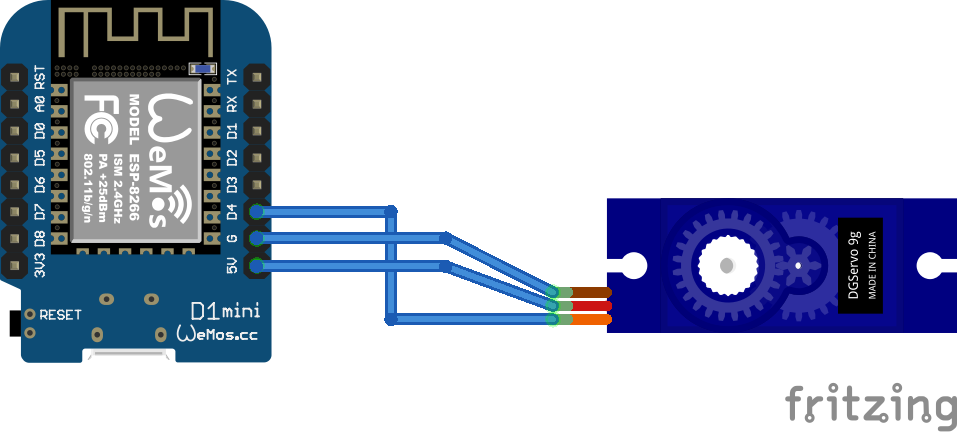 RST
A0
D0
D5
D6
D7
D8
3V3
TX
RX
D1
D2
D3
D4
G
5V
WeMos
MODEL ESP-8266
ISM 2.4GHz
PA +25dBm
802.11b/g/n
FC
RESET
D1mini
WeMos.cc
DGServo 9g
MADE IN CHINA
fritzing